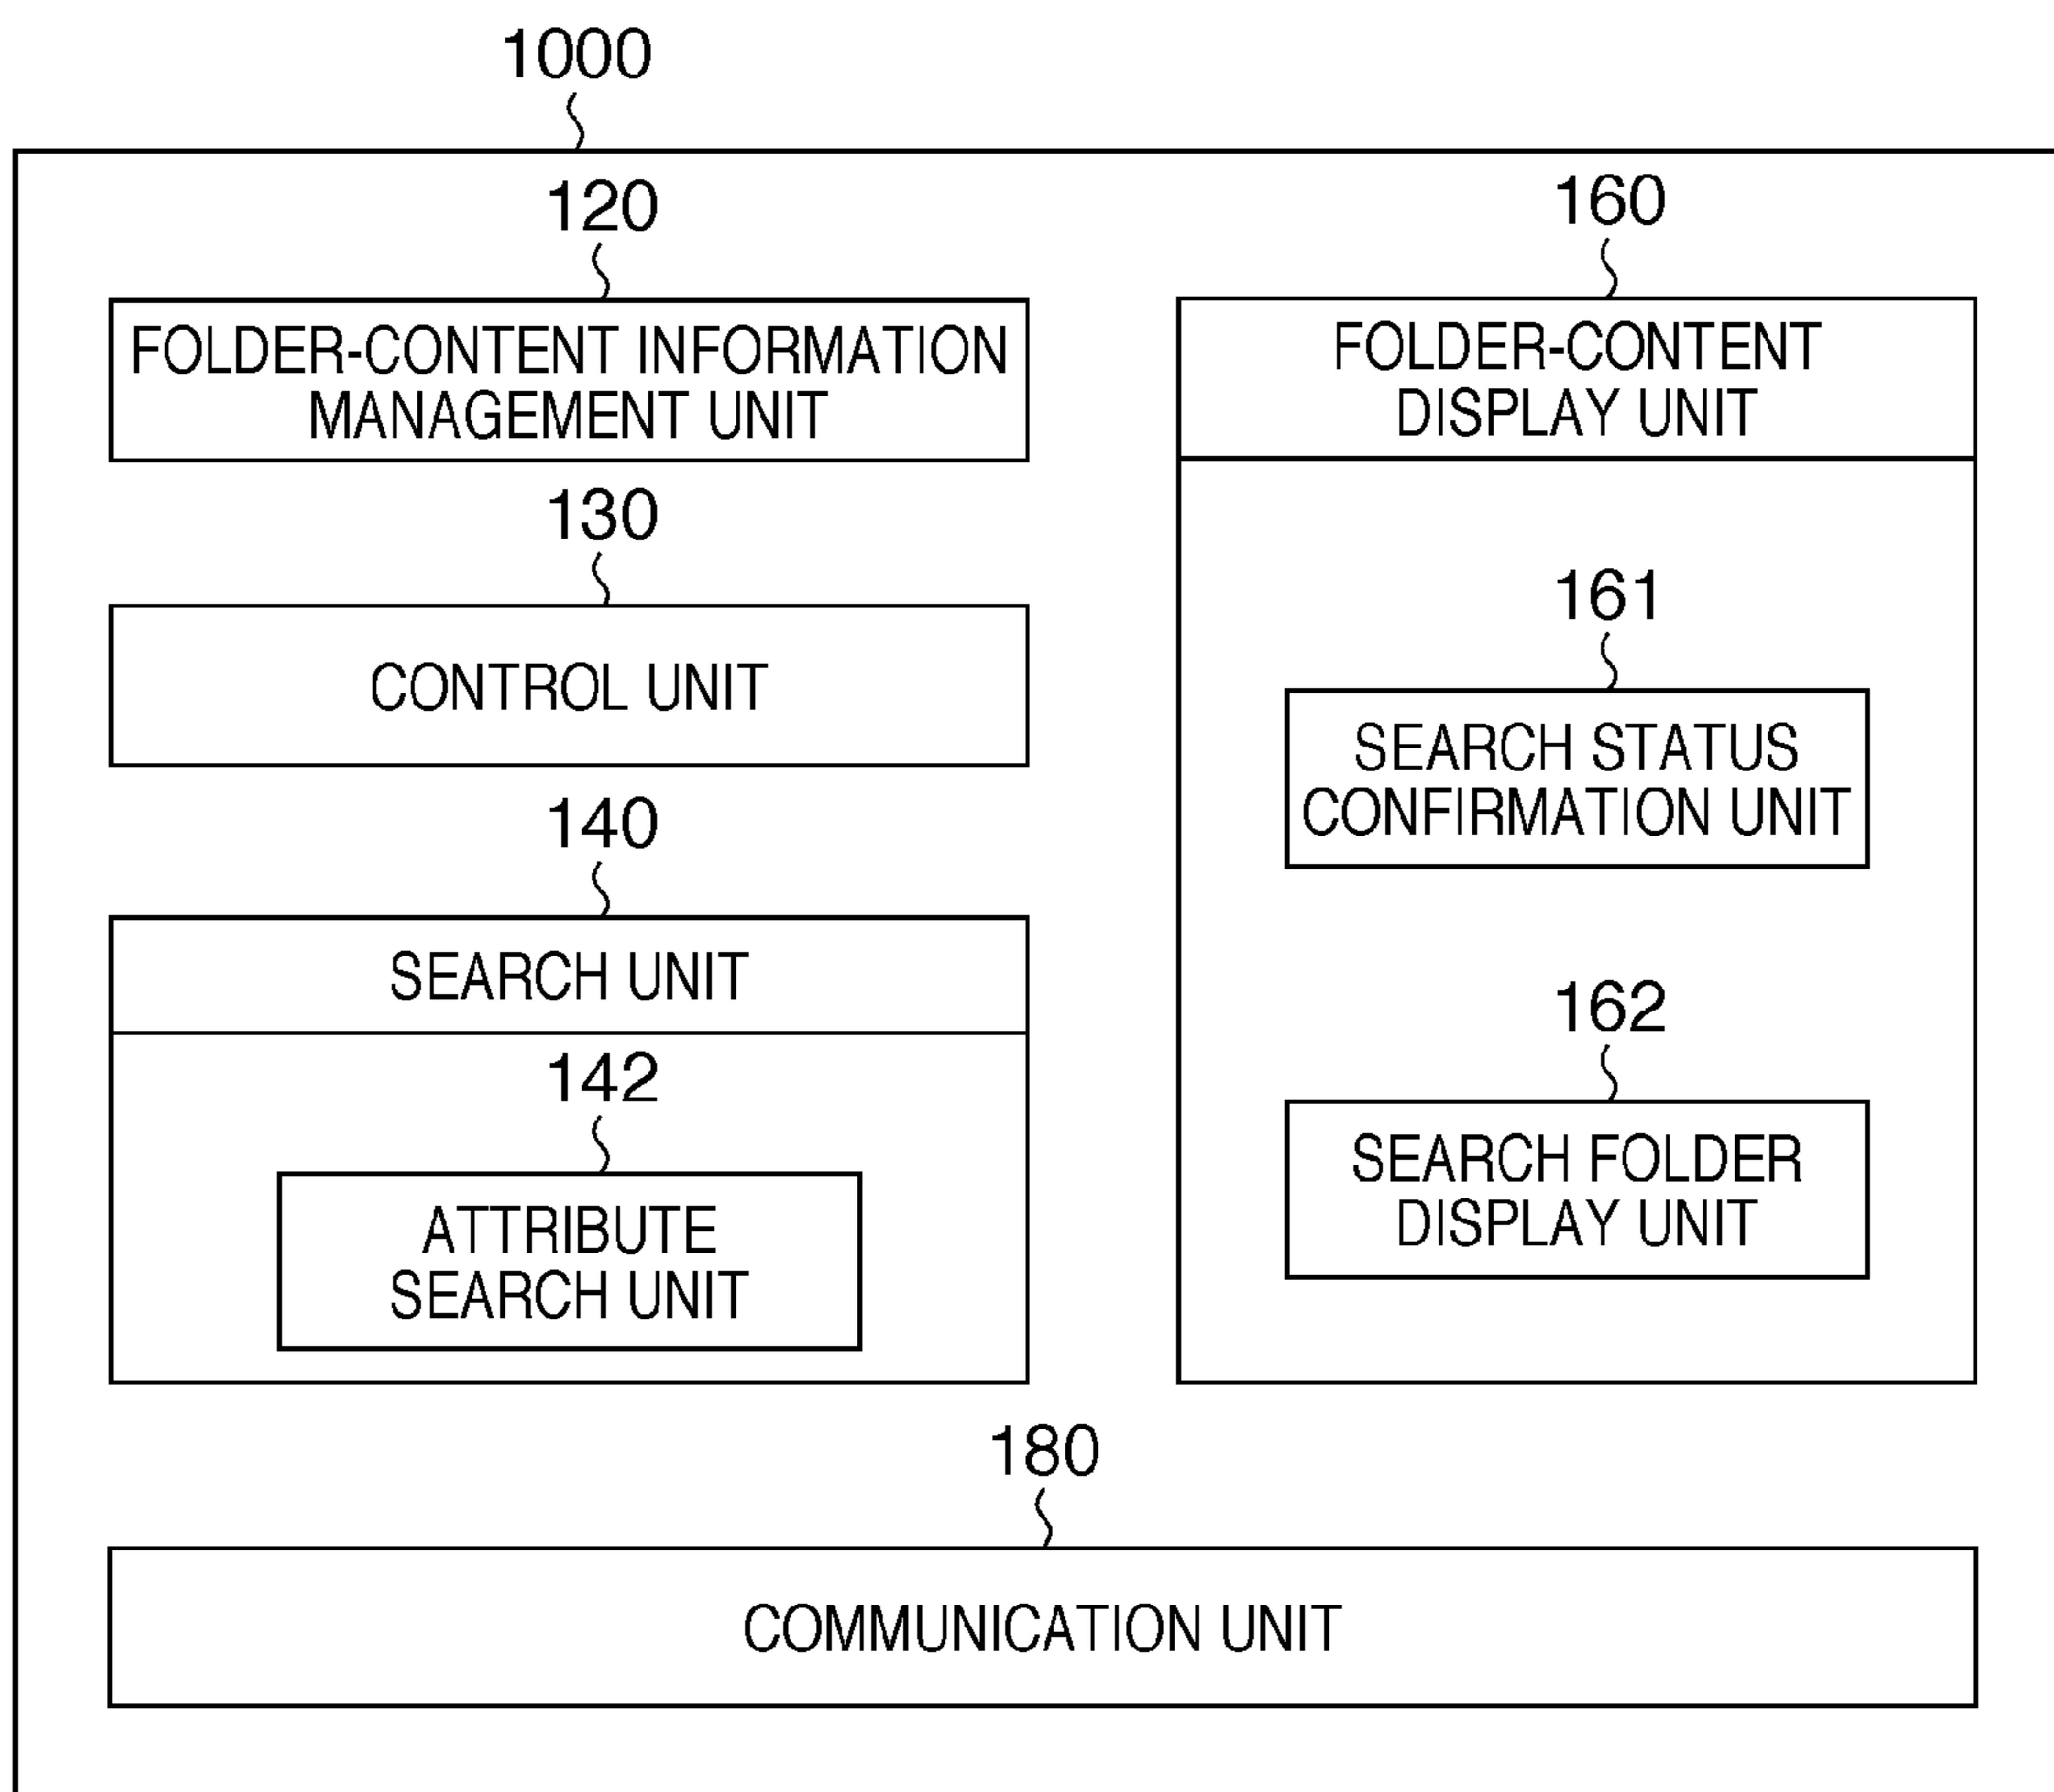 1000
120
FOLDER-CONTENT INFORMATION
MANAGEMENT UNIT
130
CONTROL UNIT
140
SEARCH UNIT
142
ATTRIBUTE
SEARCH UNIT
160
FOLDER-CONTENT
DISPLAY UNIT
161
SEARCH STATUS
CONFIRMATION UNIT
162
SEARCH FOLDER
DISPLAY UNIT
180
COMMUNICATION UNIT